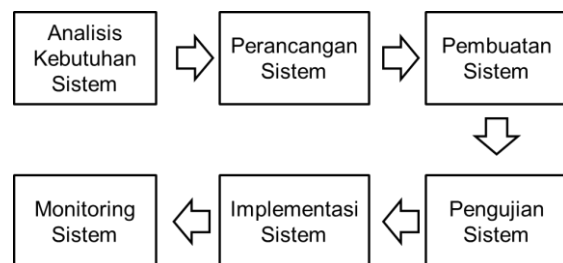 Analisis
Kebutuhan
Sistem
Perancangan
Sistem
Pembuatan
Sistem
Pengujian
Sistem
Implementasi
Sistem
Monitoring
Sistem